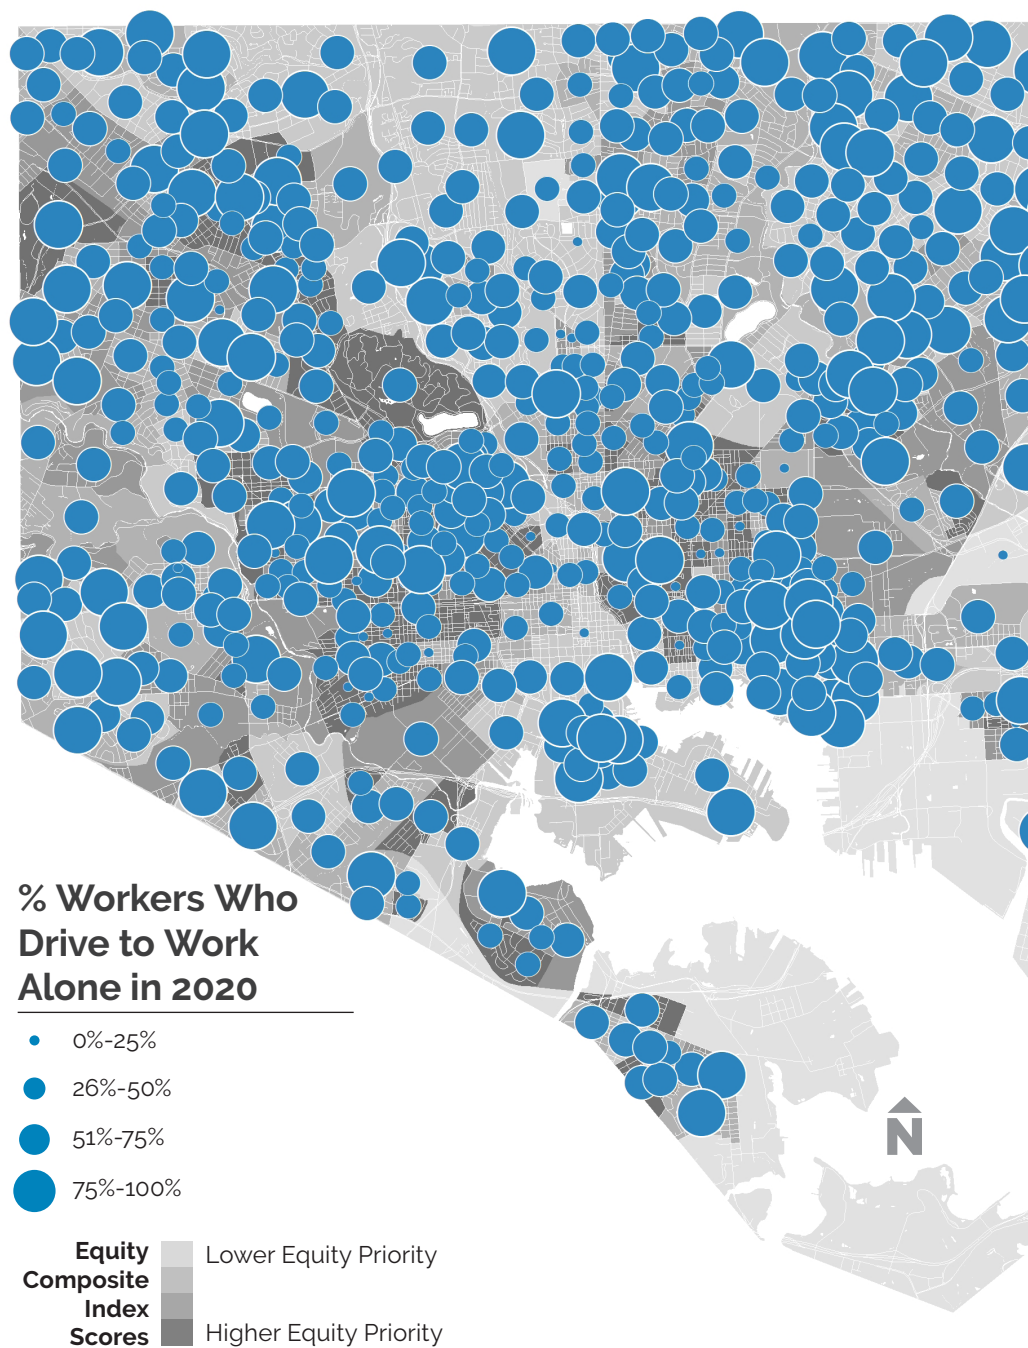 % Workers Who
Drive to Work
Alone in 2020
0%-25%
26%-50%
51%-75%
75%-100%
N
Equity
Composite
Index
Scores
Lower Equity Priority
Higher Equity Priority